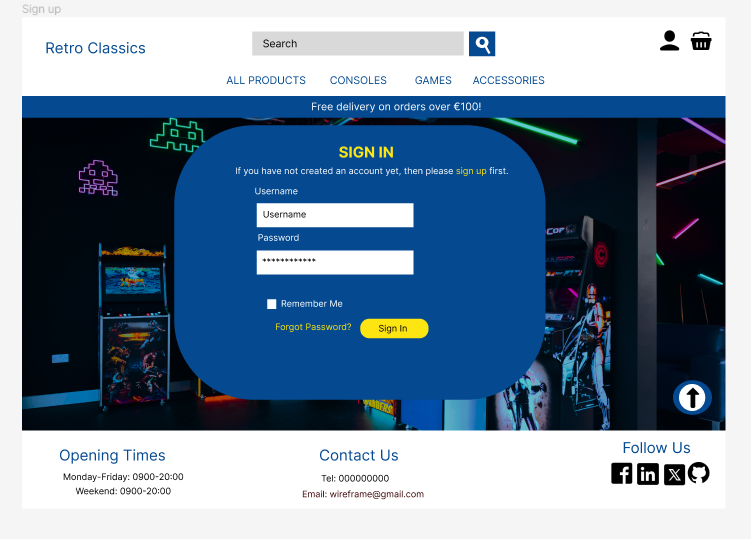 Sign up
Retro Classics
Search
ALL PRODUCTS CONSOLES GAMES ACCESSORIES
Free delivery on orders over €100!
SIGN IN
If you have not created an account yet, then please sign up first.
Username
Username
Password
************
Remember Me
Forgot Password? Sign In
Opening Times
Monday-Friday: 0900-20:00
Weekend: 0900-20:00
Contact Us
Tel: 000000000
Email: wireframe@gmail.com
Follow Us